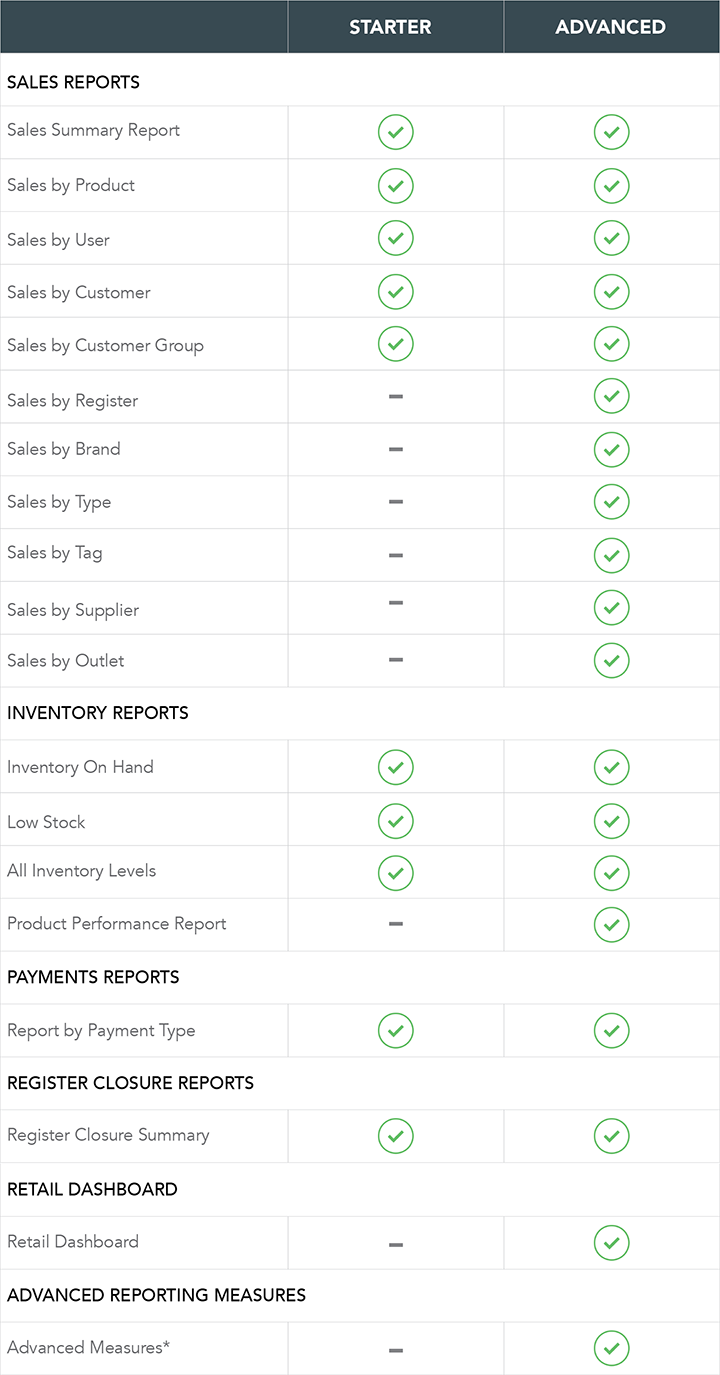 STARTER ADVANCED
SALES REPORTS
Sales Summary Report
Sales by Product
Sales by User
Sales by Customer
Sales by Customer Group
Sales by Register
Sales by Brand
Sales by Type
Sales by Tag
Sales by Supplier
Sales by Outlet
INVENTORY REPORTS
Inventory On Hand
Low Stock
All Inventory Levels
Product Performance Report
PAYMENTS REPORTS
Report by Payment Type
REGISTER CLOSURE REPORTS
Register Closure Summary
RETAIL DASHBOARD
Retail Dashboard
ADVANCED REPORTING MEASURES
Advanced Measures*